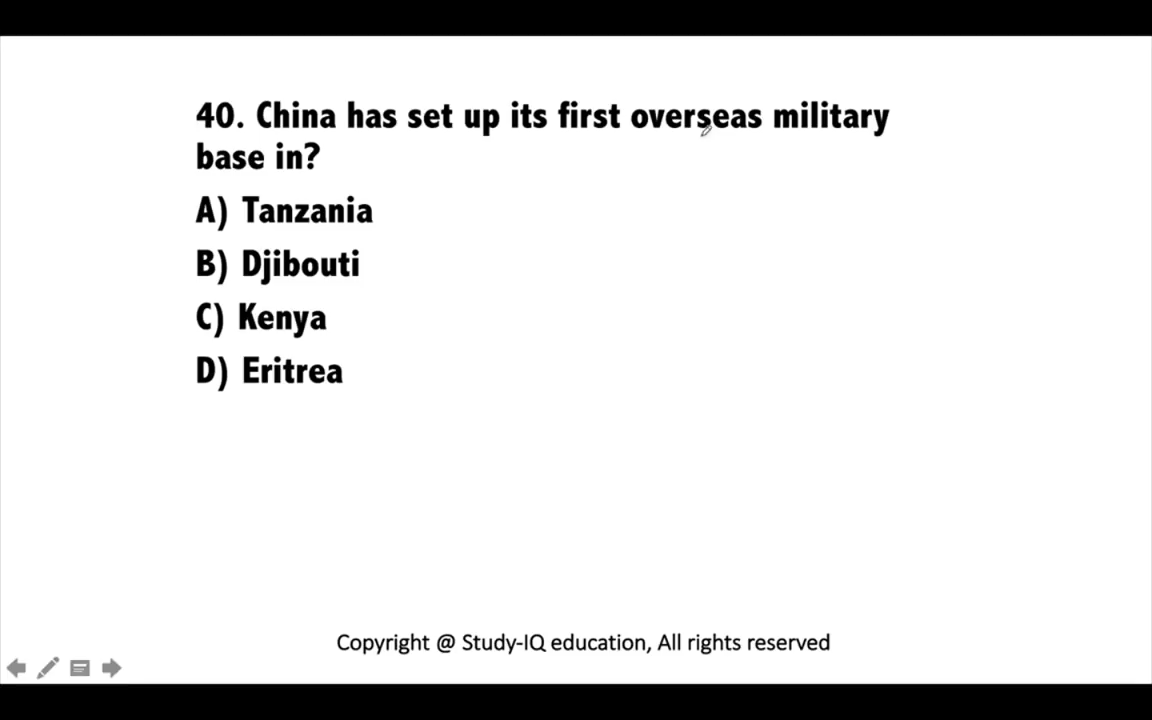 40. China has set up its first overseas military
base in?
A) Tanzania
B) Djibouti
C) Kenya
D) Eritrea
Copyright @ Study-IQ education, All rights reserved